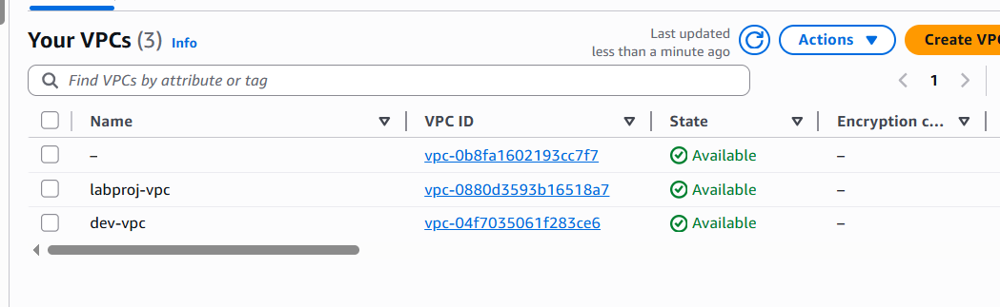 Your VPCs (3) Info
Last updated
less than a minute ago
Actions
Create VPC
Find VPCs by attribute or tag
1
Name VPC ID State Encryption c...
– vpc-0b8fa1602193cc7f7 Available –
labproj-vpc vpc-0880d3593b16518a7 Available –
dev-vpc vpc-04f7035061f283ce6 Available –